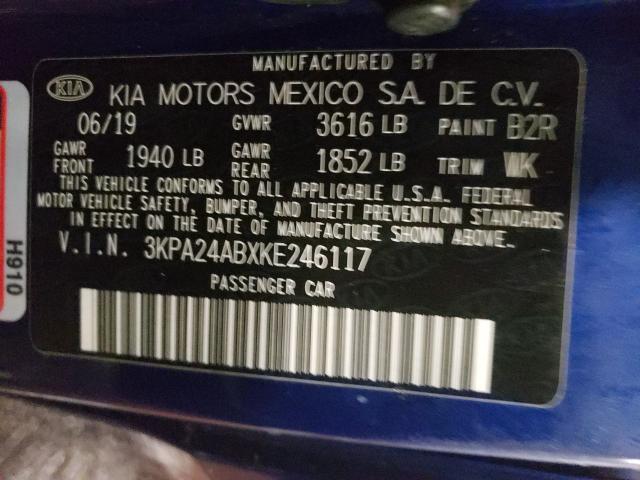 MANUFACTURED BY
KIA KIA MOTORS MEXICO S.A. DE C.V.
06/19 GVWR 3616 LB PAINT B2R
GAWR FRONT 1940 LB GAWR REAR 1852 LB TRIM WK
THIS VEHICLE CONFORMS TO ALL APPLICABLE U.S.A. FEDERAL
MOTOR VEHICLE SAFETY, BUMPER, AND THEFT PREVENTION STANDARDS
IN EFFECT ON THE DATE OF MANUFACTURE SHOWN ABOVE.
V.I.N. 3KPA24ABXKE246117
PASSENGER CAR
H910